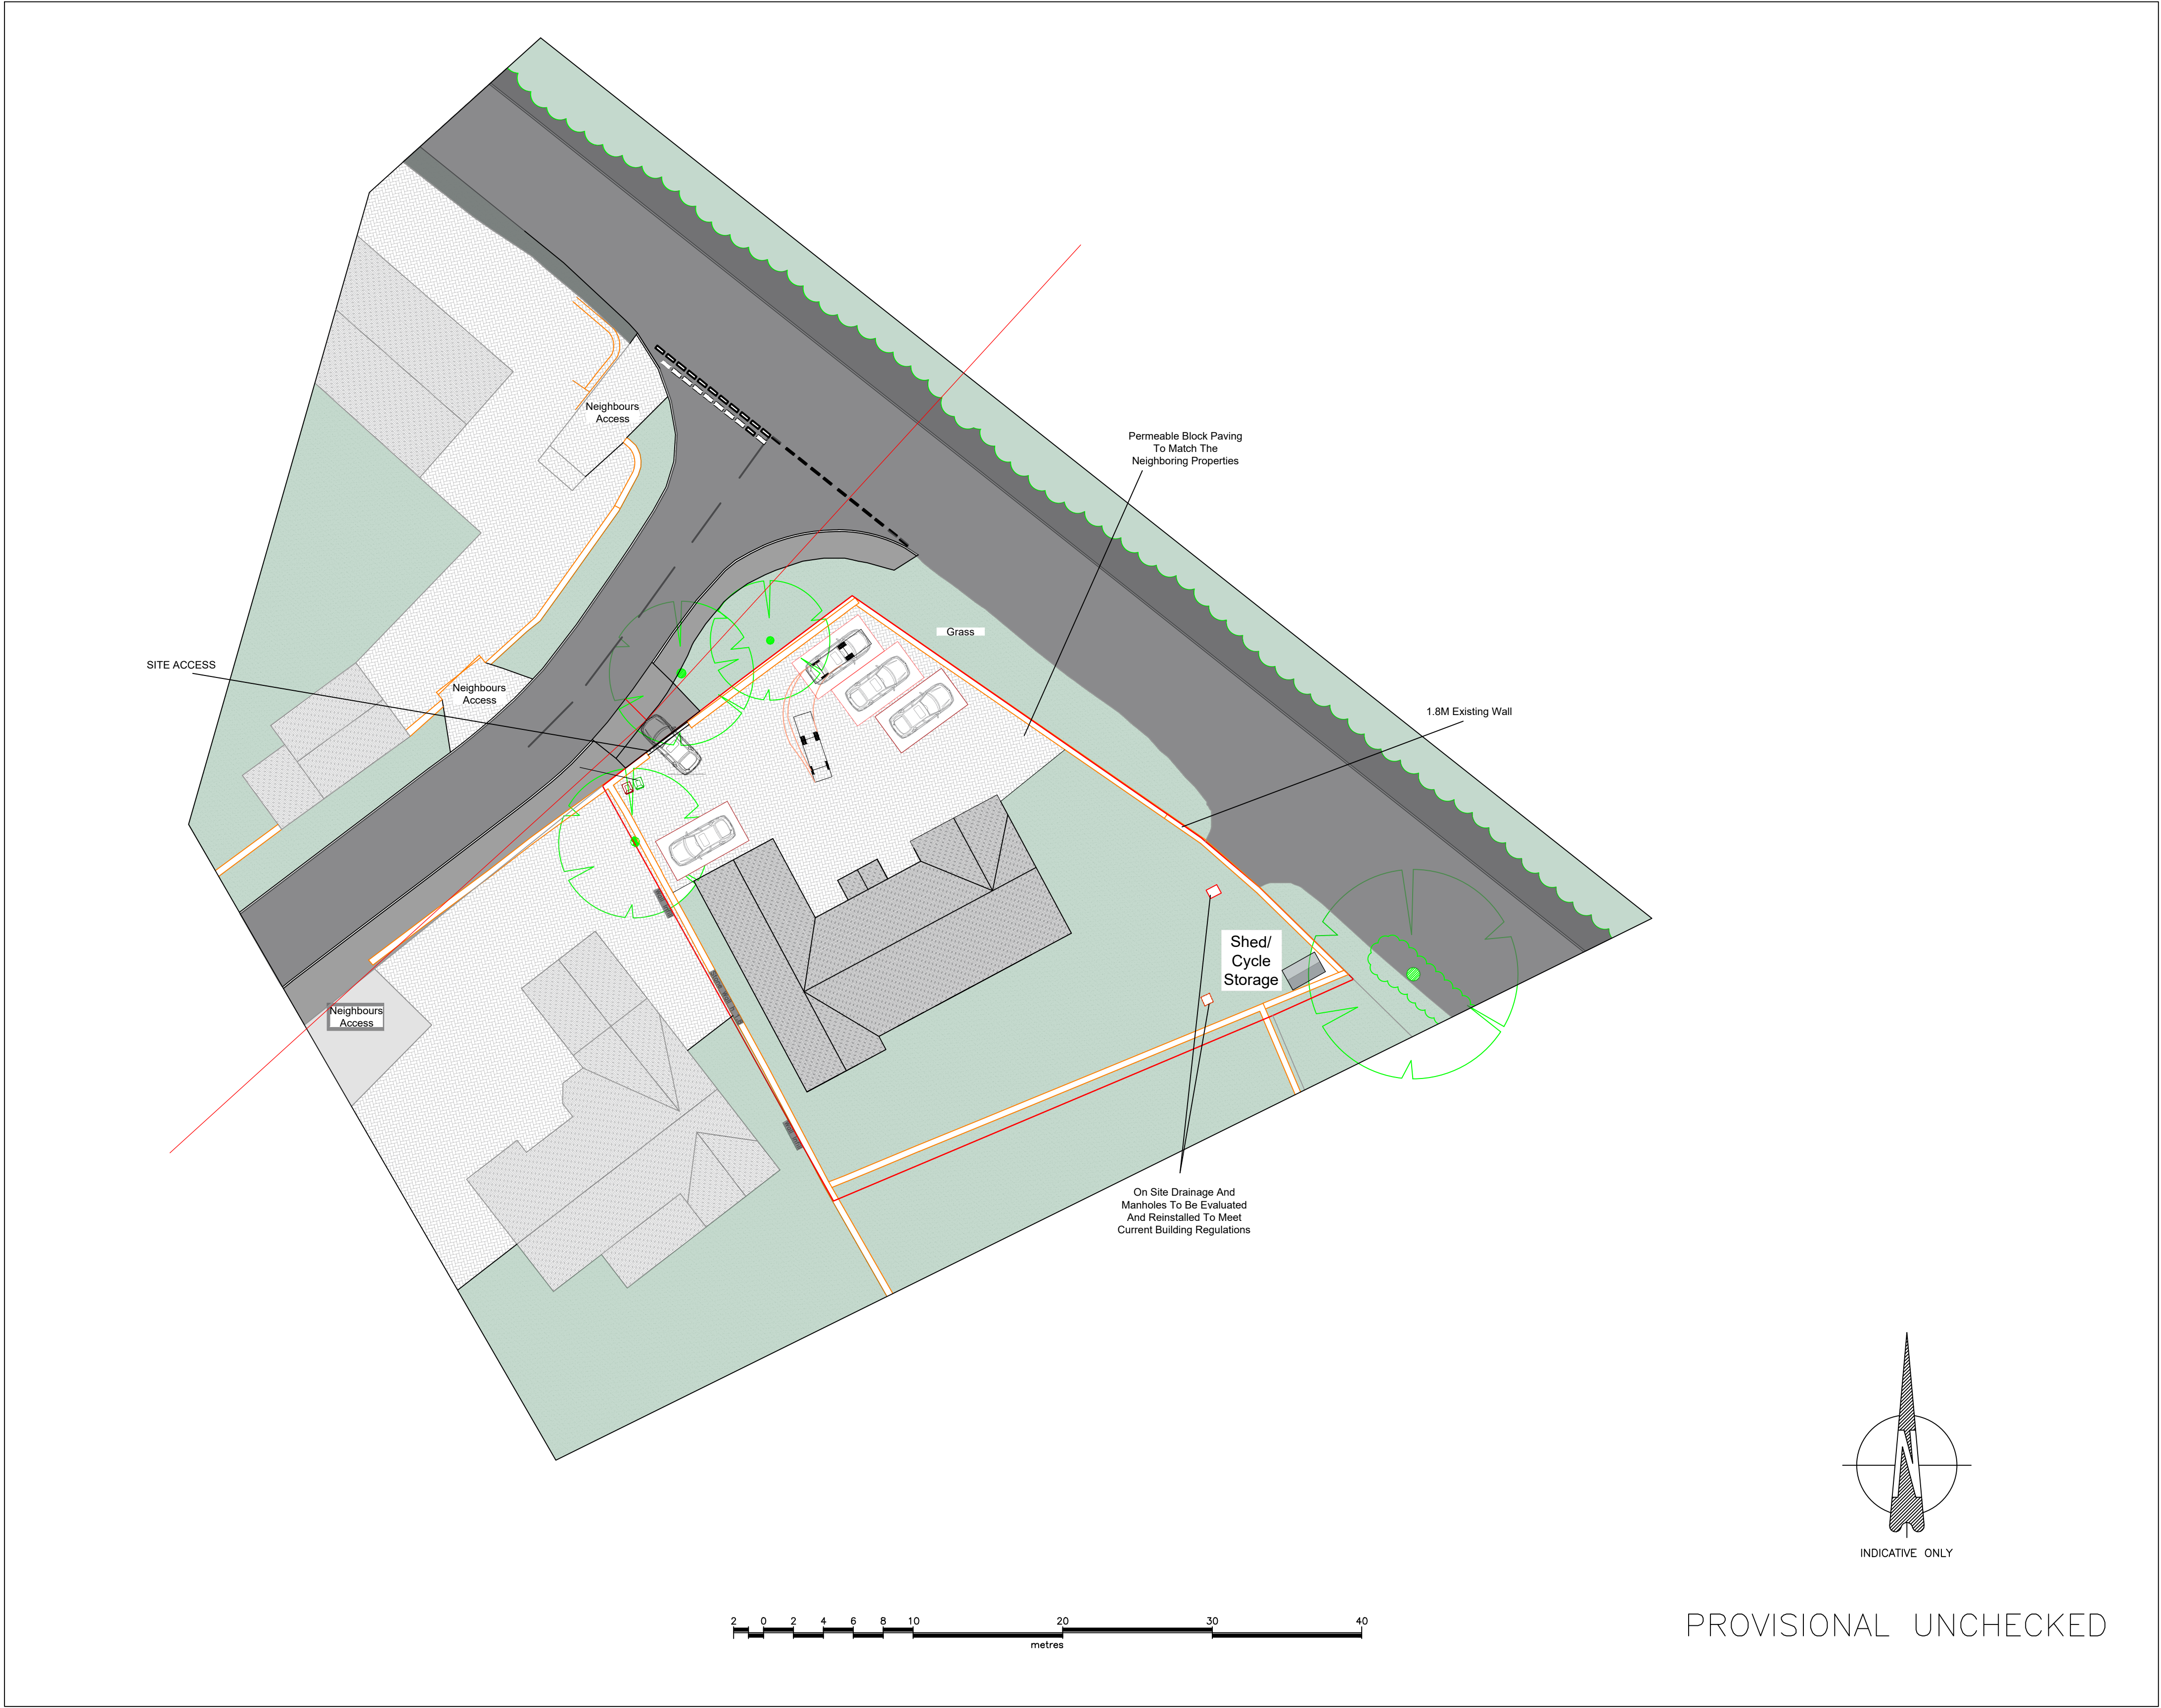 Neighbours
Access
Permeable Block Paving
To Match The
Neighboring Properties
Grass
SITE ACCESS
Neighbours
Access
1.8M Existing Wall
Shed/
Cycle
Storage
Neighbours
Access
On Site Drainage And
Manholes To Be Evaluated
And Reinstalled To Meet
Current Building Regulations
N
INDICATIVE ONLY
2 0 2 4 6 8 10 20 30 40
metres
PROVISIONAL UNCHECKED